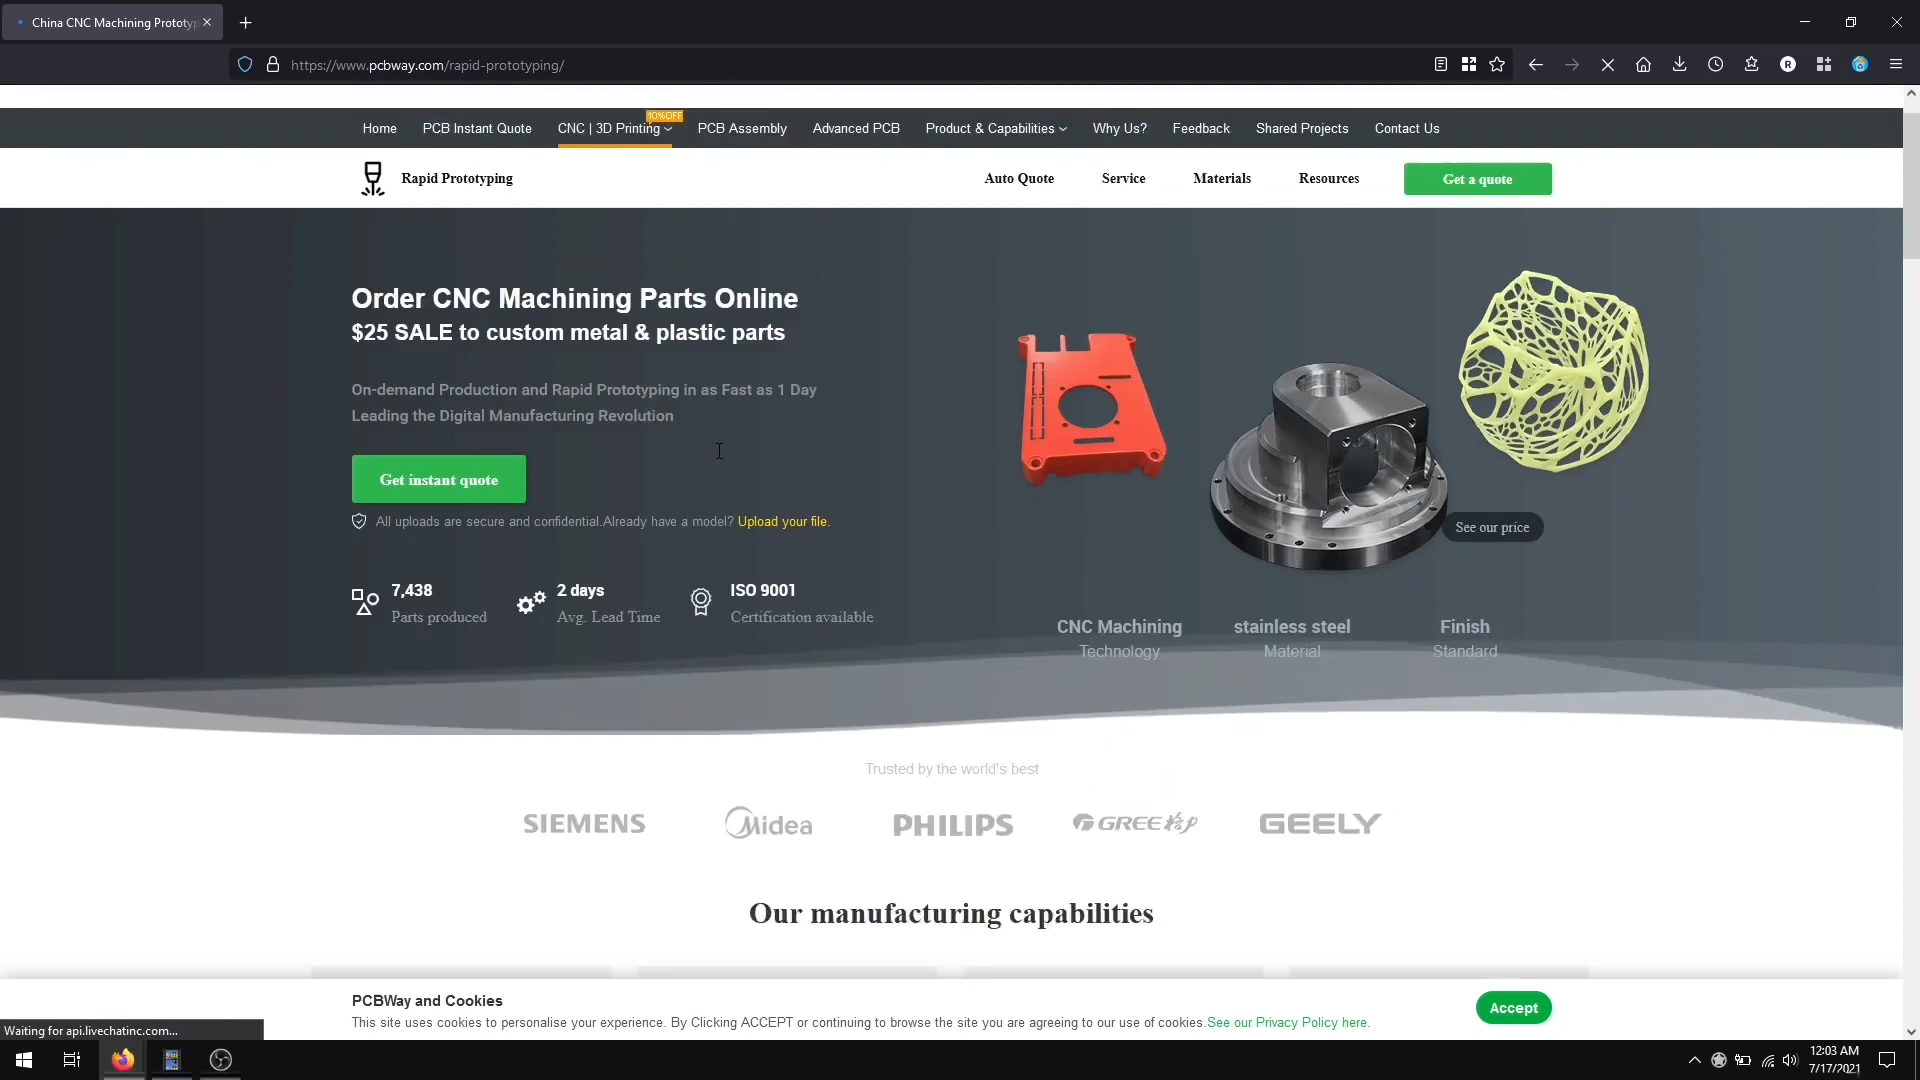 China CNC Machining Prototyp
https://www.pcbway.com/rapid-prototyping/
R
40%OFF
Home PCB Instant Quote CNC | 3D Printing PCB Assembly Advanced PCB Product & Capabilities Why Us? Feedback Shared Projects Contact Us
Rapid Prototyping Auto Quote Service Materials Resources Get a quote
Order CNC Machining Parts Online
$25 SALE to custom metal & plastic parts
On-demand Production and Rapid Prototyping in as Fast as 1 Day
Leading the Digital Manufacturing Revolution
Get instant quote
All uploads are secure and confidential.Already have a model? Upload your file.
See our price
7,438 2 days ISO 9001
Parts produced Avg. Lead Time Certification available
CNC Machining stainless steel Finish
Technology Material Standard
Trusted by the world's best
SIEMENS Midea PHILIPS GREE 格力 GEELY
Our manufacturing capabilities
PCBWay and Cookies
This site uses cookies to personalise your experience. By Clicking ACCEPT or continuing to browse the site you are agreeing to our use of cookies.See our Privacy Policy here.
Accept
Waiting for api.livechatinc.com...
12:03 AM
7/17/2021